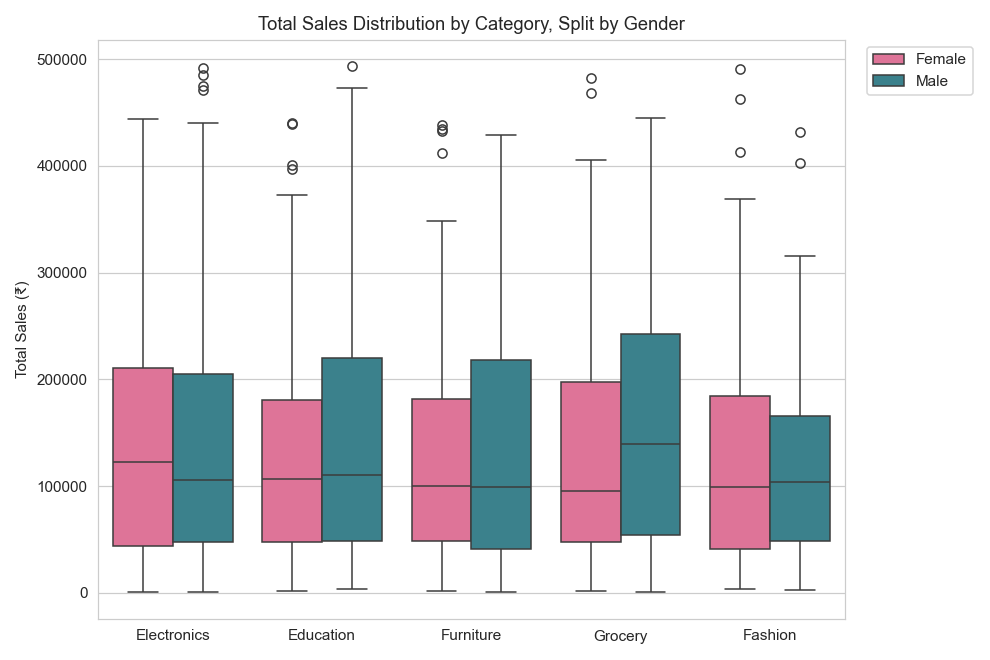 Total Sales Distribution by Category, Split by Gender
Female
Male
Total Sales (₹)
500000
400000
300000
200000
100000
0
Electronics
Education
Furniture
Grocery
Fashion